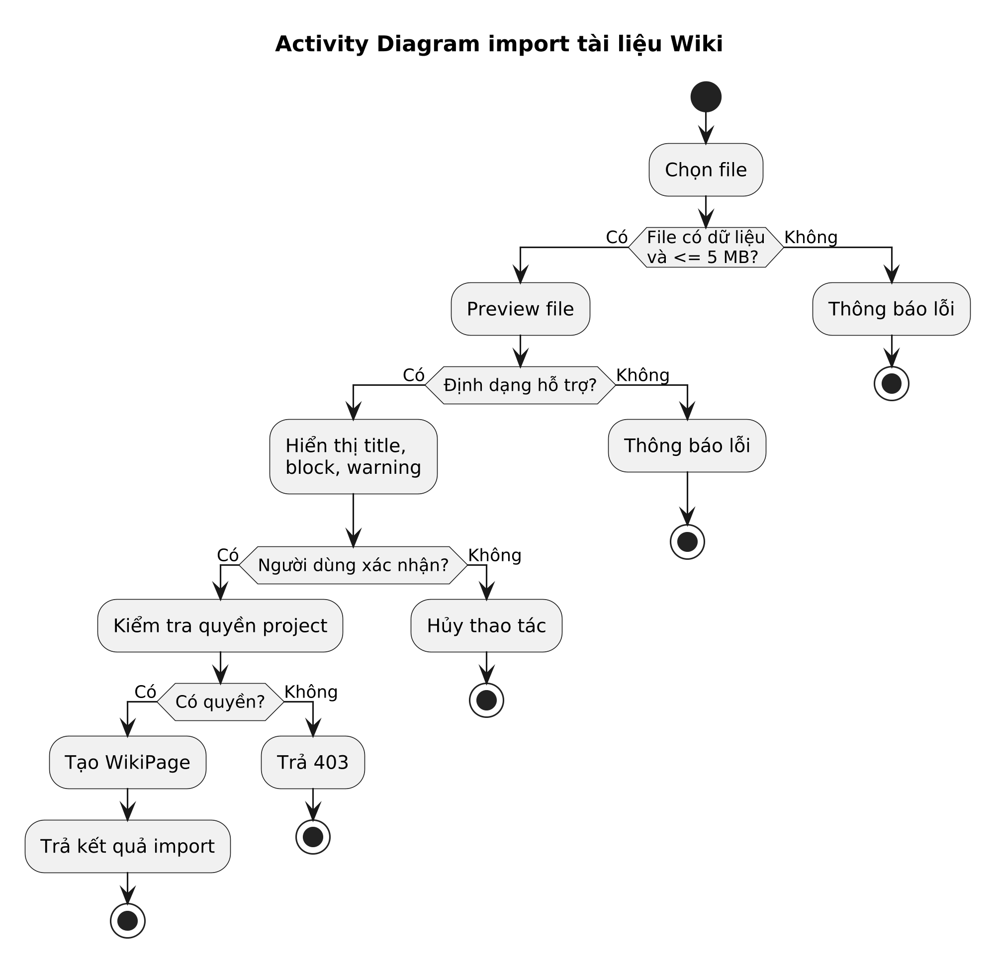 Activity Diagram import tài liệu Wiki
Chọn file
Có
File có dữ liệu
và <= 5 MB?
Không
Preview file
Thông báo lỗi
Có
Định dạng hỗ trợ?
Không
Hiển thị title,
block, warning
Thông báo lỗi
Có
Người dùng xác nhận?
Không
Kiểm tra quyền project
Hủy thao tác
Có
Có quyền?
Không
Tạo WikiPage
Trả 403
Trả kết quả import